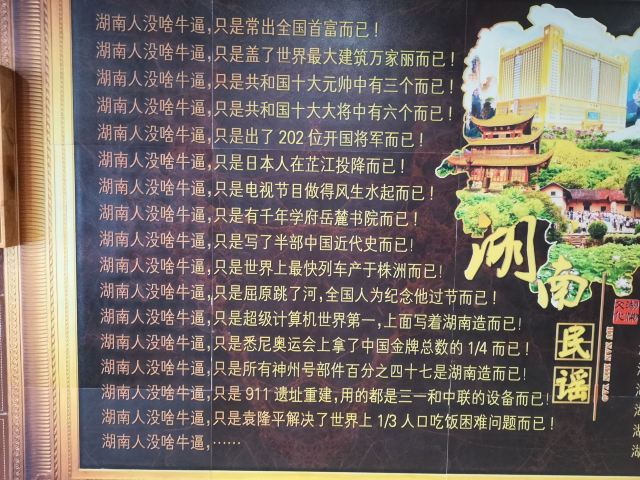 湖南人没啥牛逼,只是常出全国首富而已!
湖南人没啥牛逼,只是盖了世界最大建筑万家丽而已!
湖南人没啥牛逼,只是共和国十大元帅中有三个而已!
湖南人没啥牛逼,只是共和国十大大将中有六个而已!
湖南人没啥牛逼,只是出了 202 位开国将军而已!
湖南人没啥牛逼,只是日本人在芷江投降而已!
湖南人没啥牛逼,只是电视节目做得风生水起而已!
湖南人没啥牛逼,只是有千年学府岳麓书院而已!
湖南人没啥牛逼,只是写了半部中国近代史而已!
湖南人没啥牛逼,只是世界上最快列车产于株洲而已!
湖南人没啥牛逼,只是屈原跳了河,全国人为纪念他过节而已!
湖南人没啥牛逼,只是超级计算机世界第一,上面写着湖南造而已!
湖南人没啥牛逼,只是悉尼奥运会上拿了中国金牌总数的 1/4 而已!
湖南人没啥牛逼,只是所有神州号部件百分之四十七是湖南造而已!
湖南人没啥牛逼,只是 911 遗址重建,用的都是三一和中联的设备而已!
湖南人没啥牛逼,只是袁隆平解决了世界上 1/3 人口吃饭困难问题而已!
湖南人没啥牛逼,……
湖南
民谣
HU NAN MIN YAO
湖
湖
湖